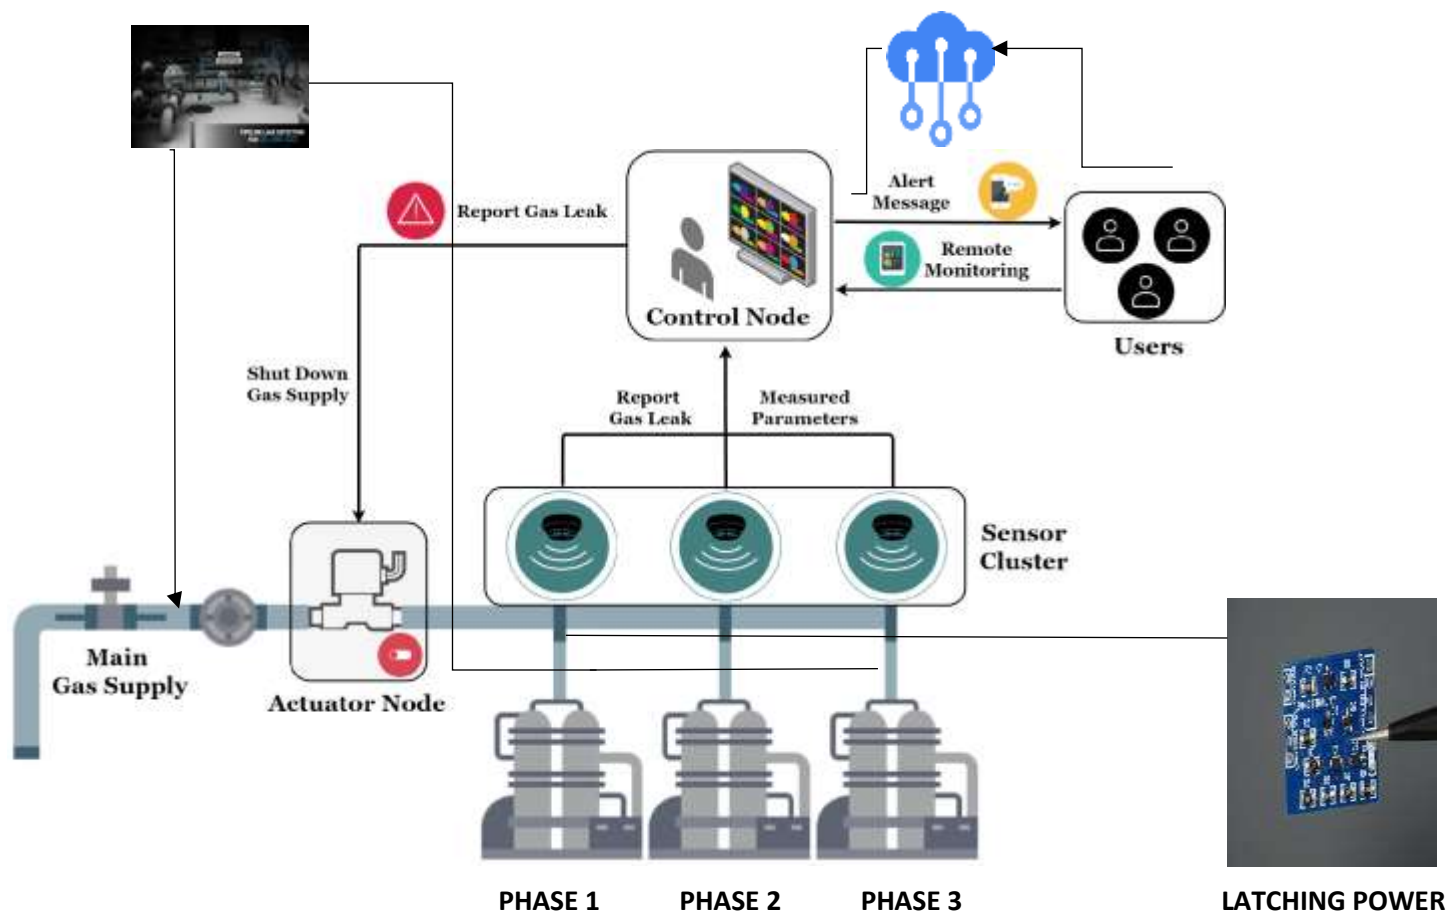 Report Gas Leak
Alert
Message
Remote
Monitoring
Control Node
Users
Shut Down
Gas Supply
Report
Gas Leak
Measured
Parameters
Sensor
Cluster
Main
Gas Supply
Actuator Node
PHASE 1
PHASE 2
PHASE 3
LATCHING POWER